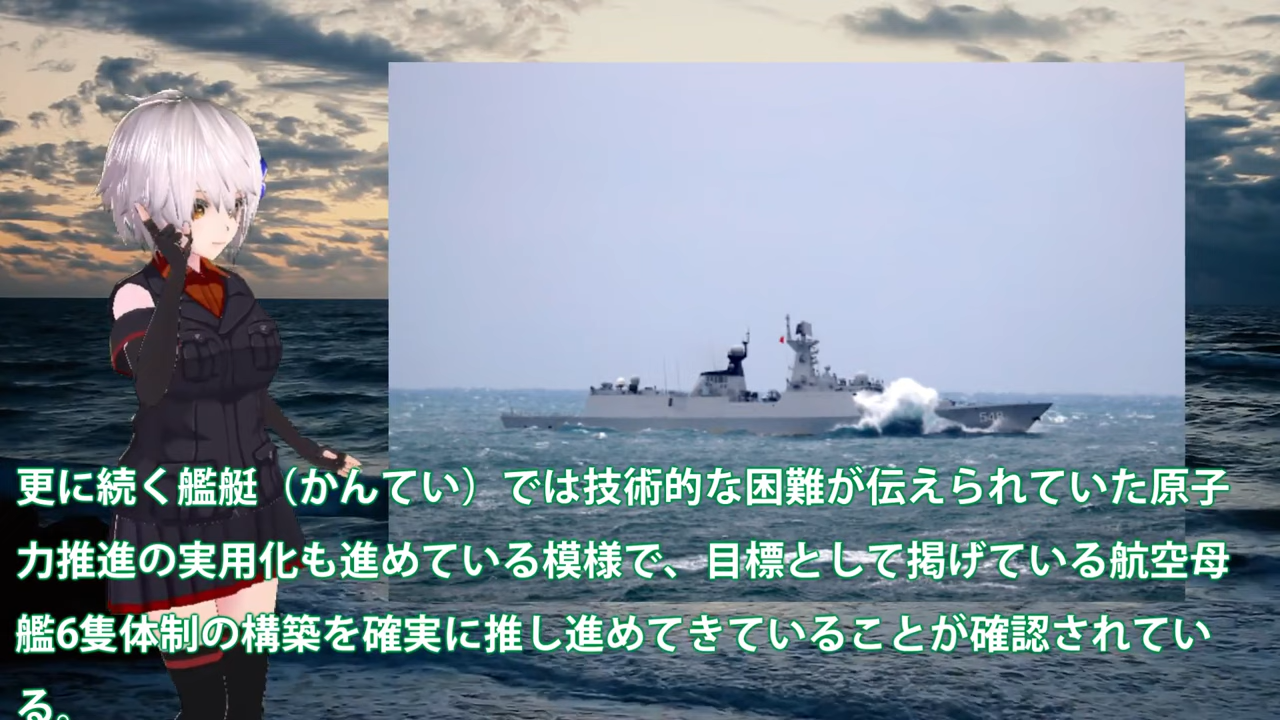 548
更に続く艦艇（かんてい）では技術的な困難が伝えられていた原子
力推進の実用化も進めている模様で、目標として掲げている航空母
艦6隻体制の構築を確実に推し進めてきていることが確認されてい
る。